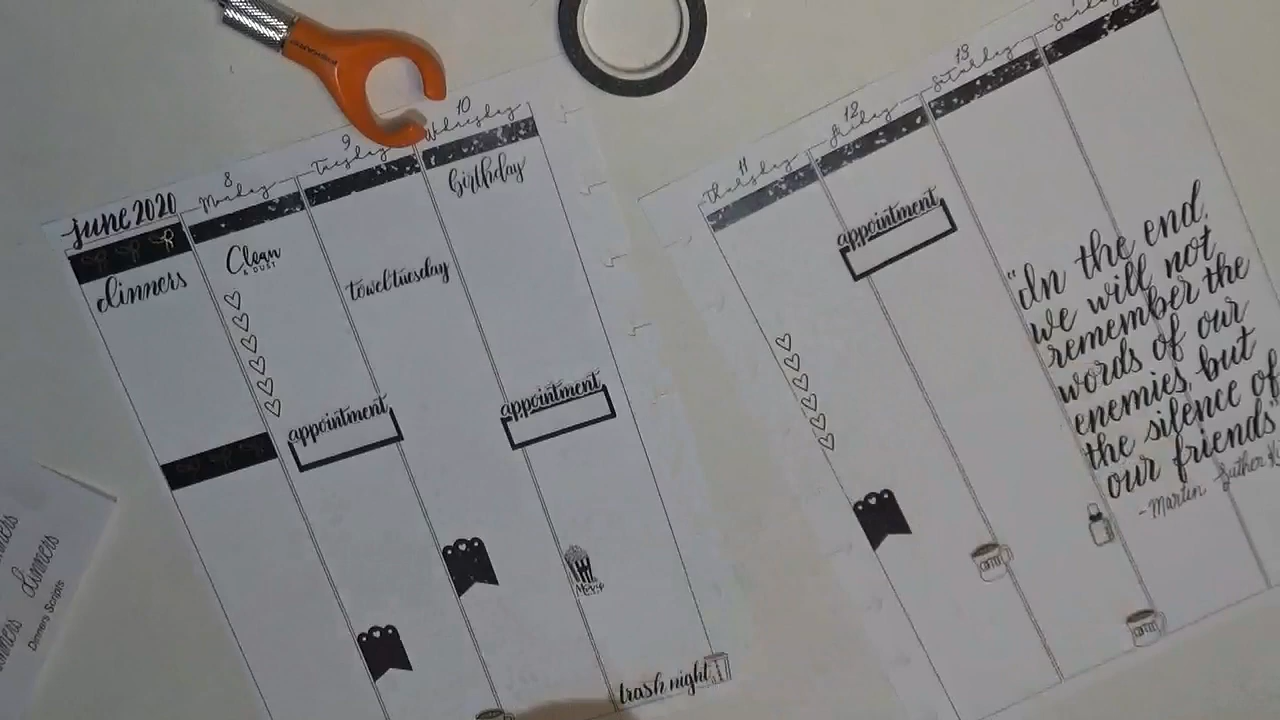 june 2020
8
Monday
9
Tuesday
10
Wednesday
dinners
Clean
& DUST
towel tuesday
birthday
appointment
appointment
Movie
trash night
11
Thursday
12
Friday
13
Saturday
Sunday
appointment
"In the end,
we will not
remember the
words of our
enemies, but
the silence of
our friends"
-Martin Luther
dinners
Dinners Scripts